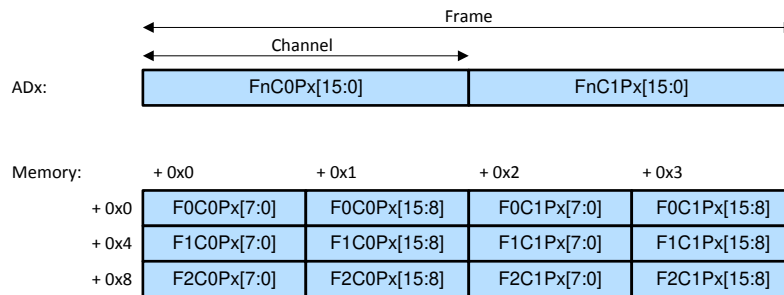 Frame
Channel
ADx: FnC0Px[15:0] FnC1Px[15:0]
Memory: + 0x0 + 0x1 + 0x2 + 0x3
+ 0x0 F0C0Px[7:0] F0C0Px[15:8] F0C1Px[7:0] F0C1Px[15:8]
+ 0x4 F1C0Px[7:0] F1C0Px[15:8] F1C1Px[7:0] F1C1Px[15:8]
+ 0x8 F2C0Px[7:0] F2C0Px[15:8] F2C1Px[7:0] F2C1Px[15:8]